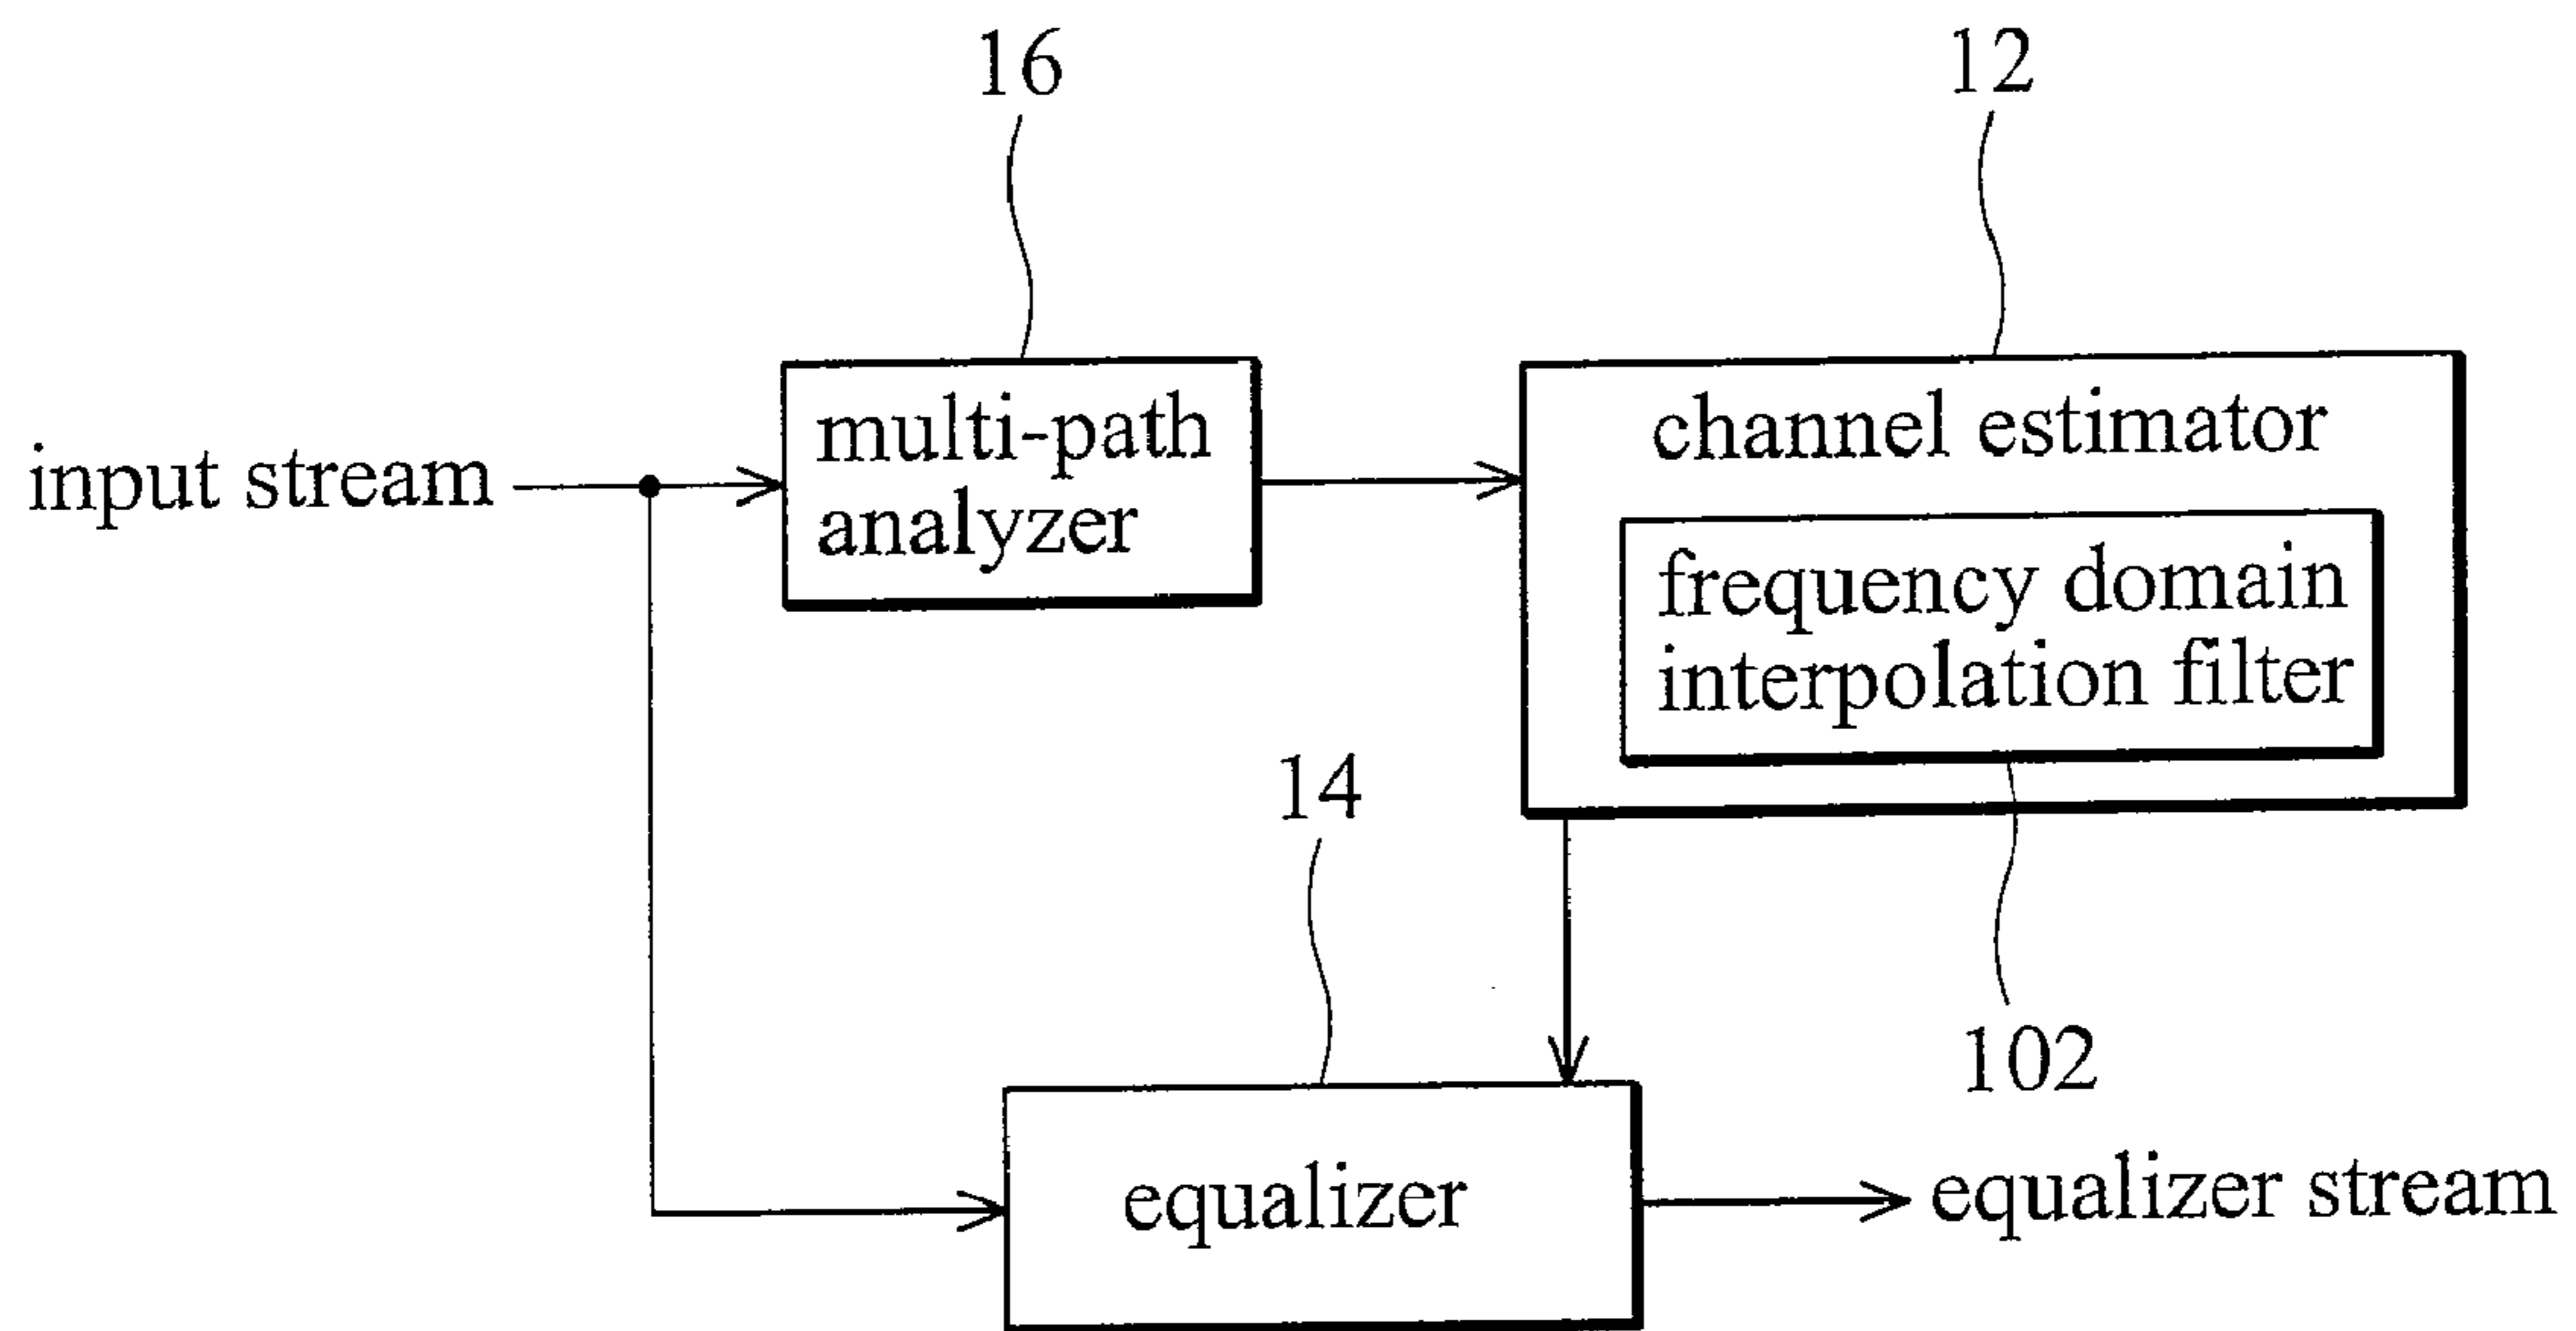 16
12
multi-path
analyzer
channel estimator
input stream
frequency domain
interpolation filter
14
102
equalizer
equalizer stream